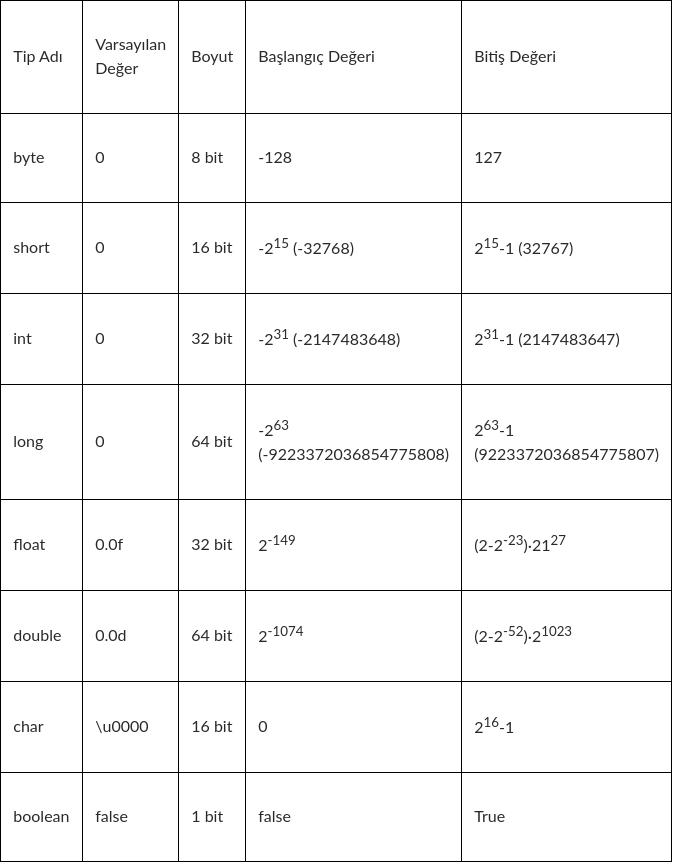 Tip Adı Varsayılan Değer Boyut Başlangıç Değeri Bitiş Değeri
byte 0 8 bit -128 127
short 0 16 bit -2^15 (-32768) 2^15-1 (32767)
int 0 32 bit -2^31 (-2147483648) 2^31-1 (2147483647)
long 0 64 bit -2^63 (-9223372036854775808) 2^63-1 (9223372036854775807)
float 0.0f 32 bit 2^-149 (2-2^-23)·21^27
double 0.0d 64 bit 2^-1074 (2-2^-52)·2^1023
char \u0000 16 bit 0 2^16-1
boolean false 1 bit false True